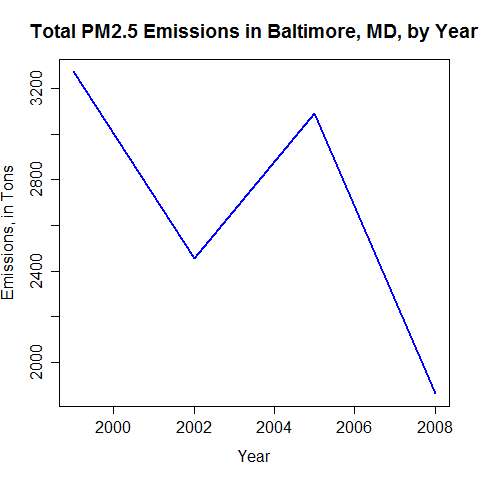 Total PM2.5 Emissions in Baltimore, MD, by Year
Emissions, in Tons
3200
2800
2400
2000
2000 2002 2004 2006 2008
Year